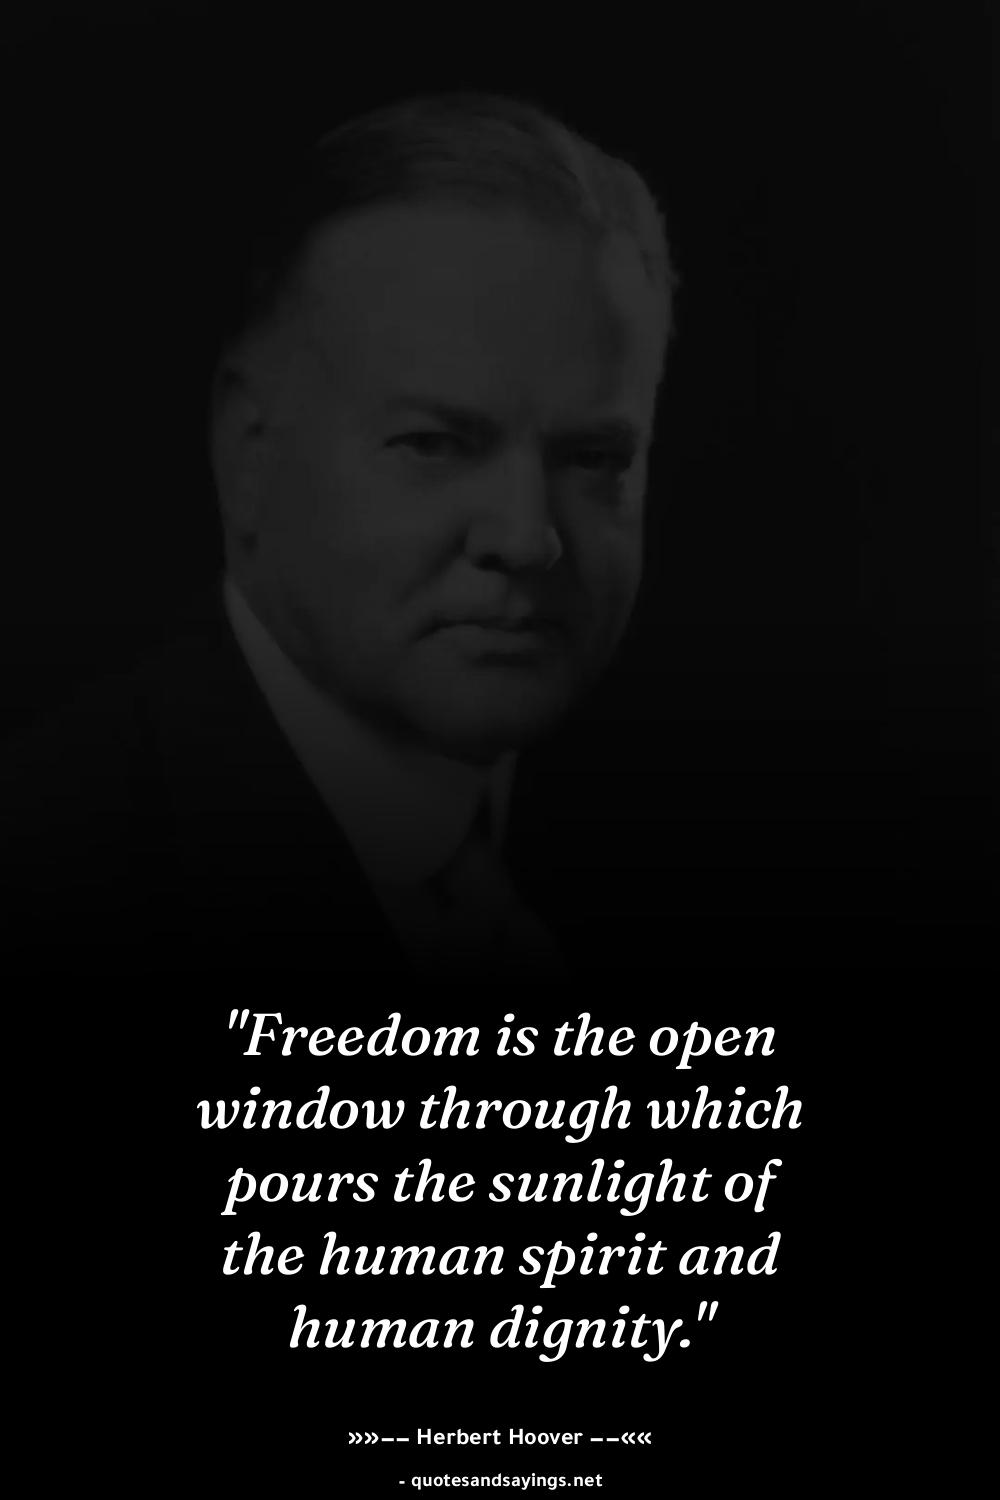 "Freedom is the open
window through which
pours the sunlight of
the human spirit and
human dignity."
»»–– Herbert Hoover ––««
- quotesandsayings.net